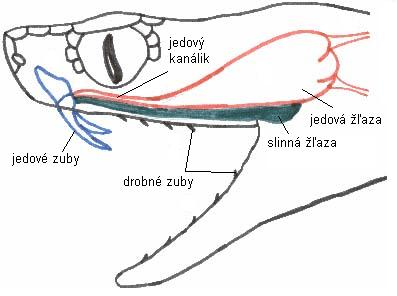 jedový
kanálik
jedová žľaza
slinná žľaza
jedové zuby
drobné zuby